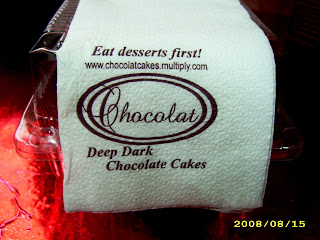 Eat desserts first!
www.chocolatcakes.multiply.com
Chocolat
Deep Dark
Chocolate Cakes
2008/08/15